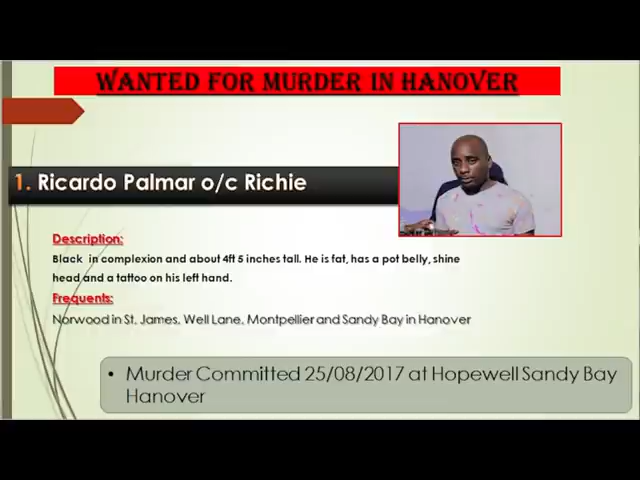 WANTED FOR MURDER IN HANOVER
1. Ricardo Palmar o/c Richie
Description:
Black in complexion and about 4ft 5 inches tall. He is fat, has a pot belly, shine
head and a tattoo on his left hand.
Frequents:
Norwood in St. James, Well Lane, Montpellier and Sandy Bay in Hanover
• Murder Committed 25/08/2017 at Hopewell Sandy Bay
Hanover